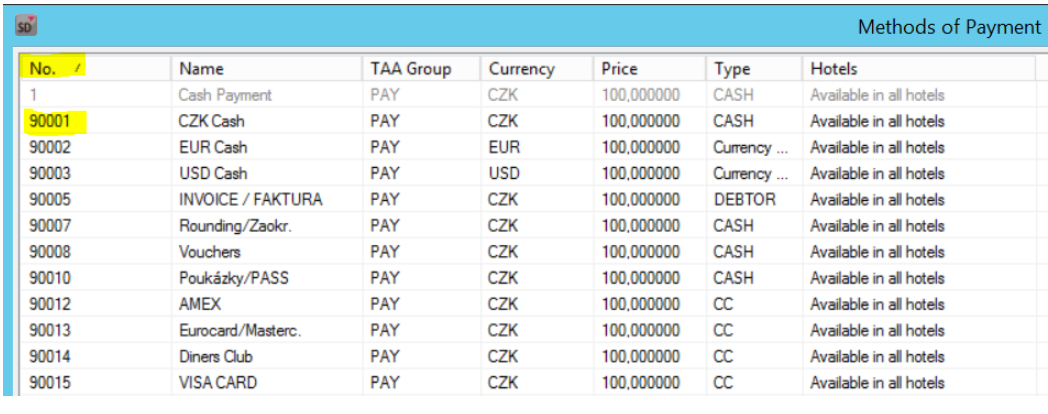 SD
Methods of Payment
No. Name TAA Group Currency Price Type Hotels
1 Cash Payment PAY CZK 100,000000 CASH Available in all hotels
90001 CZK Cash PAY CZK 100,000000 CASH Available in all hotels
90002 EUR Cash PAY EUR 100,000000 Currency ... Available in all hotels
90003 USD Cash PAY USD 100,000000 Currency ... Available in all hotels
90005 INVOICE / FAKTURA PAY CZK 100,000000 DEBTOR Available in all hotels
90007 Rounding/Zaokr. PAY CZK 100,000000 CASH Available in all hotels
90008 Vouchers PAY CZK 100,000000 CASH Available in all hotels
90010 Poukázky/PASS PAY CZK 100,000000 CASH Available in all hotels
90012 AMEX PAY CZK 100,000000 CC Available in all hotels
90013 Eurocard/Masterc. PAY CZK 100,000000 CC Available in all hotels
90014 Diners Club PAY CZK 100,000000 CC Available in all hotels
90015 VISA CARD PAY CZK 100,000000 CC Available in all hotels